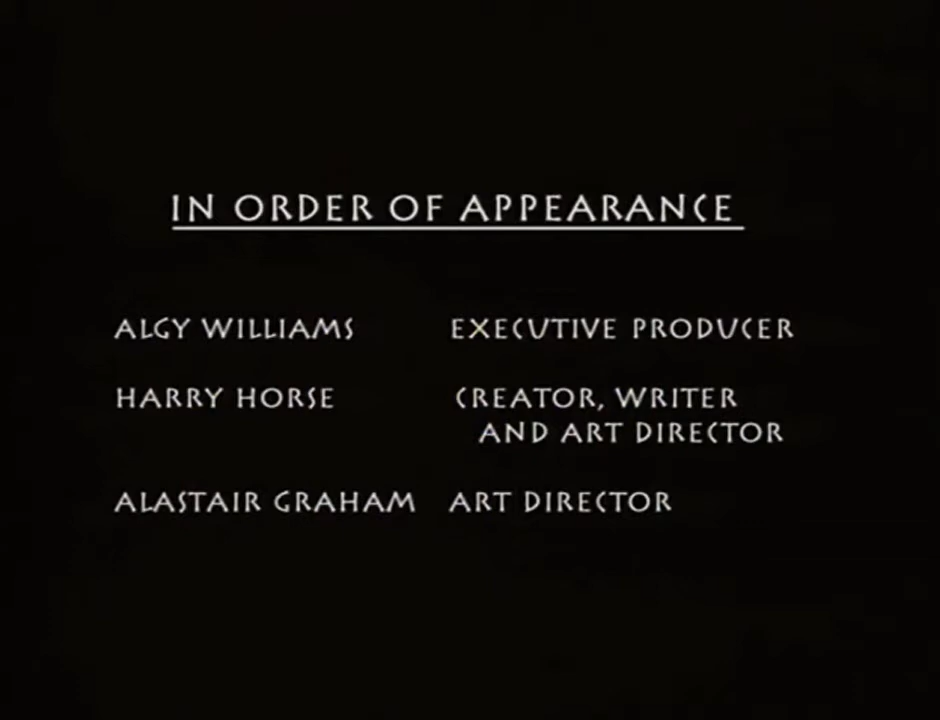 IN ORDER OF APPEARANCE
ALGY WILLIAMS EXECUTIVE PRODUCER
HARRY HORSE CREATOR, WRITER
AND ART DIRECTOR
ALASTAIR GRAHAM ART DIRECTOR